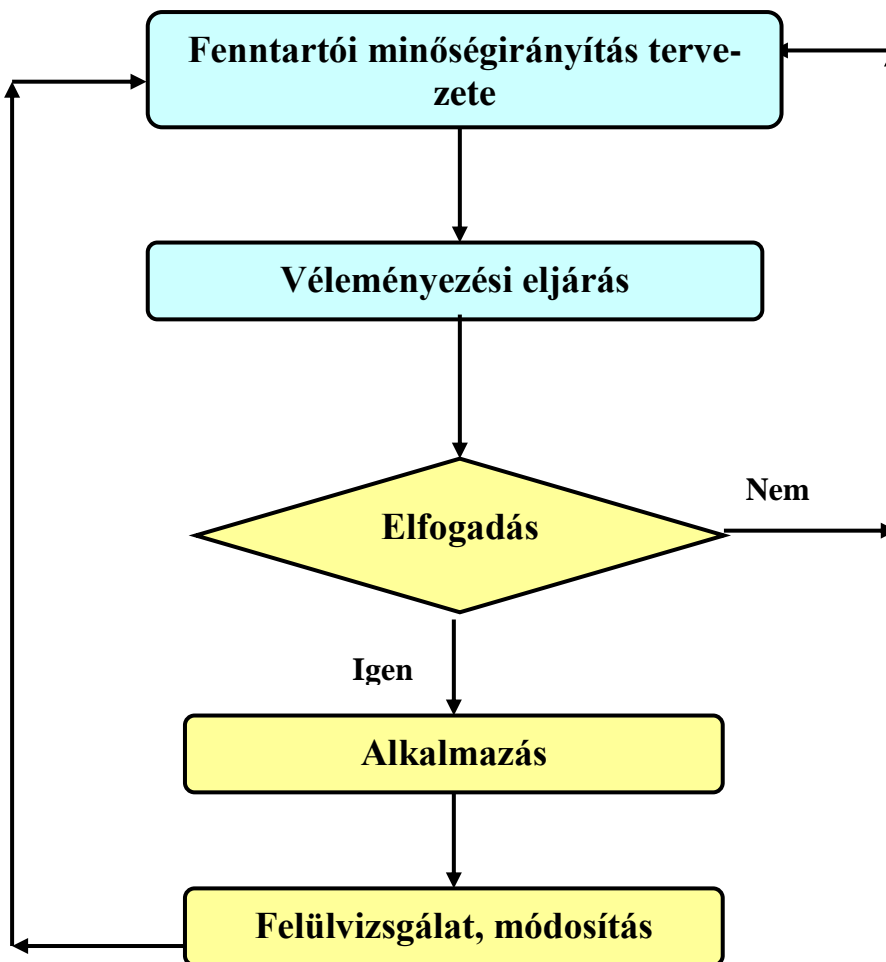 Fenntartói minőségirányítás terve-
zete
Véleményezési eljárás
Elfogadás
Nem
Igen
Alkalmazás
Felülvizsgálat, módosítás